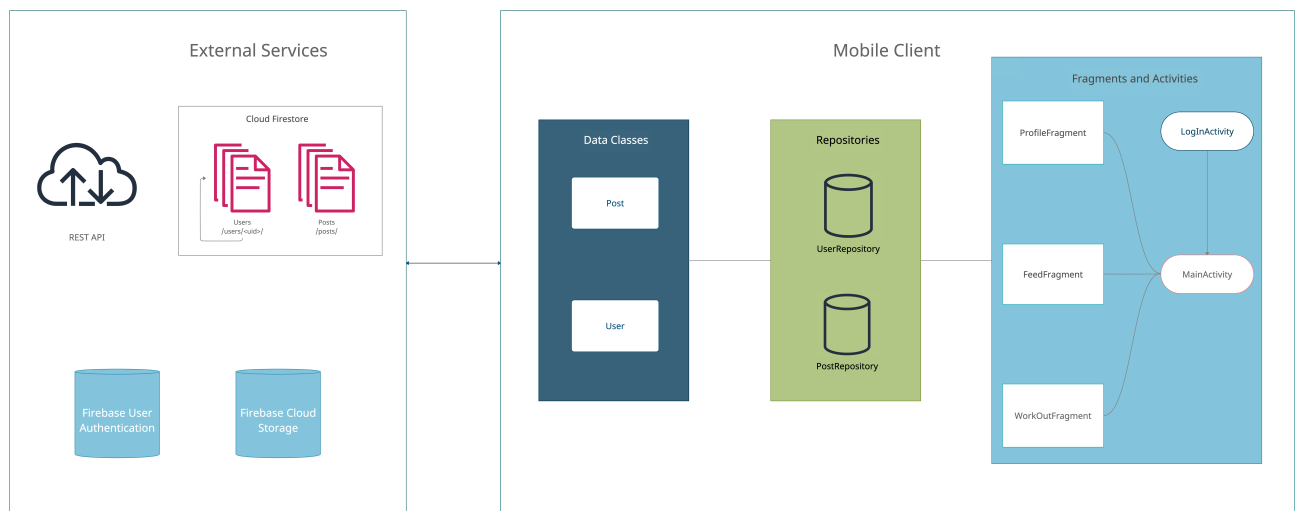 External Services
Cloud Firestore
Users
/users/<uid>/
Posts
/posts/
REST API
Firebase User
Authentication
Firebase Cloud
Storage
Mobile Client
Data Classes
Post
User
Repositories
UserRepository
PostRepository
Fragments and Activities
ProfileFragment
LogInActivity
FeedFragment
MainActivity
WorkOutFragment